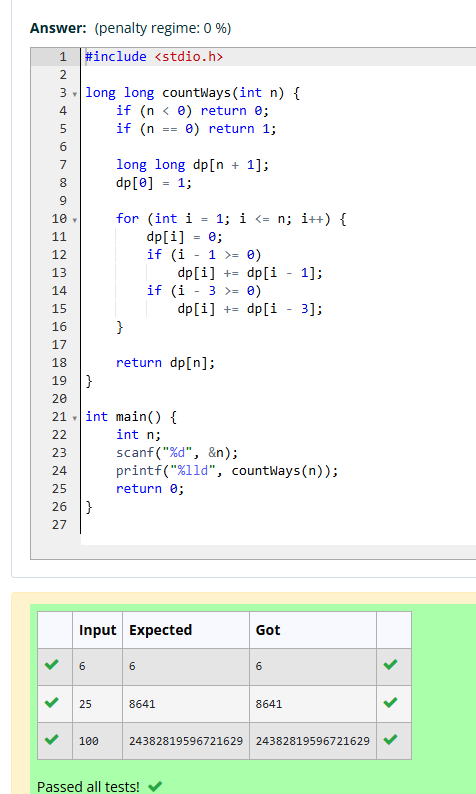 Answer: (penalty regime: 0 %)
1 #include <stdio.h>
2
3 long long countWays(int n) {
4     if (n < 0) return 0;
5     if (n == 0) return 1;
6
7     long long dp[n + 1];
8     dp[0] = 1;
9
10     for (int i = 1; i <= n; i++) {
11         dp[i] = 0;
12         if (i - 1 >= 0)
13             dp[i] += dp[i - 1];
14         if (i - 3 >= 0)
15             dp[i] += dp[i - 3];
16     }
17
18     return dp[n];
19 }
20
21 int main() {
22     int n;
23     scanf("%d", &n);
24     printf("%lld", countWays(n));
25     return 0;
26 }
27
Input Expected Got
6 6 6
25 8641 8641
100 24382819596721629 24382819596721629
Passed all tests!